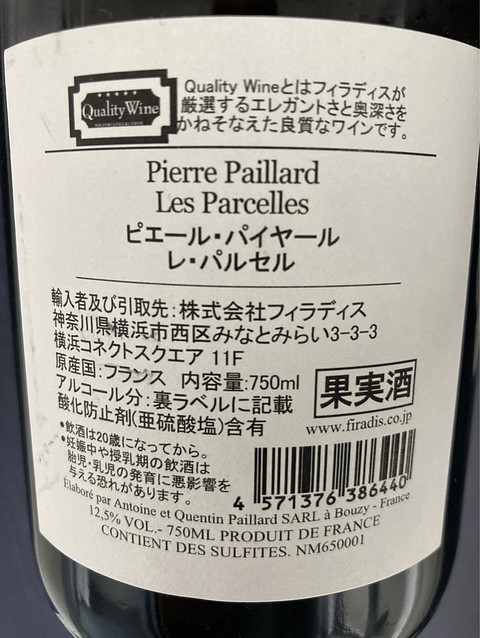 Quality Wine
Quality Wineとはフィラディスが
厳選するエレガントさと奥深さを
かねそなえた良質なワインです。
Pierre Paillard
Les Parcelles
ピエール・パイヤール
レ・パルセル
輸入者及び引取先:株式会社フィラディス
神奈川県横浜市西区みなとみらい3-3-3
横浜コネクトスクエア 11F
原産国:フランス 内容量:750ml
アルコール分:裏ラベルに記載
酸化防止剤(亜硫酸塩)含有
果実酒
www.firadis.co.jp
•飲酒は20歳になってから。
•妊娠中や授乳期の飲酒は
胎児・乳児の発育に悪影響を
与える恐れがあります。
4 571376 386440
Elaboré par Antoine et Quentin Paillard SARL à Bouzy - France
12,5% VOL.- 750ML PRODUIT DE FRANCE
CONTIENT DES SULFITES. NM650001